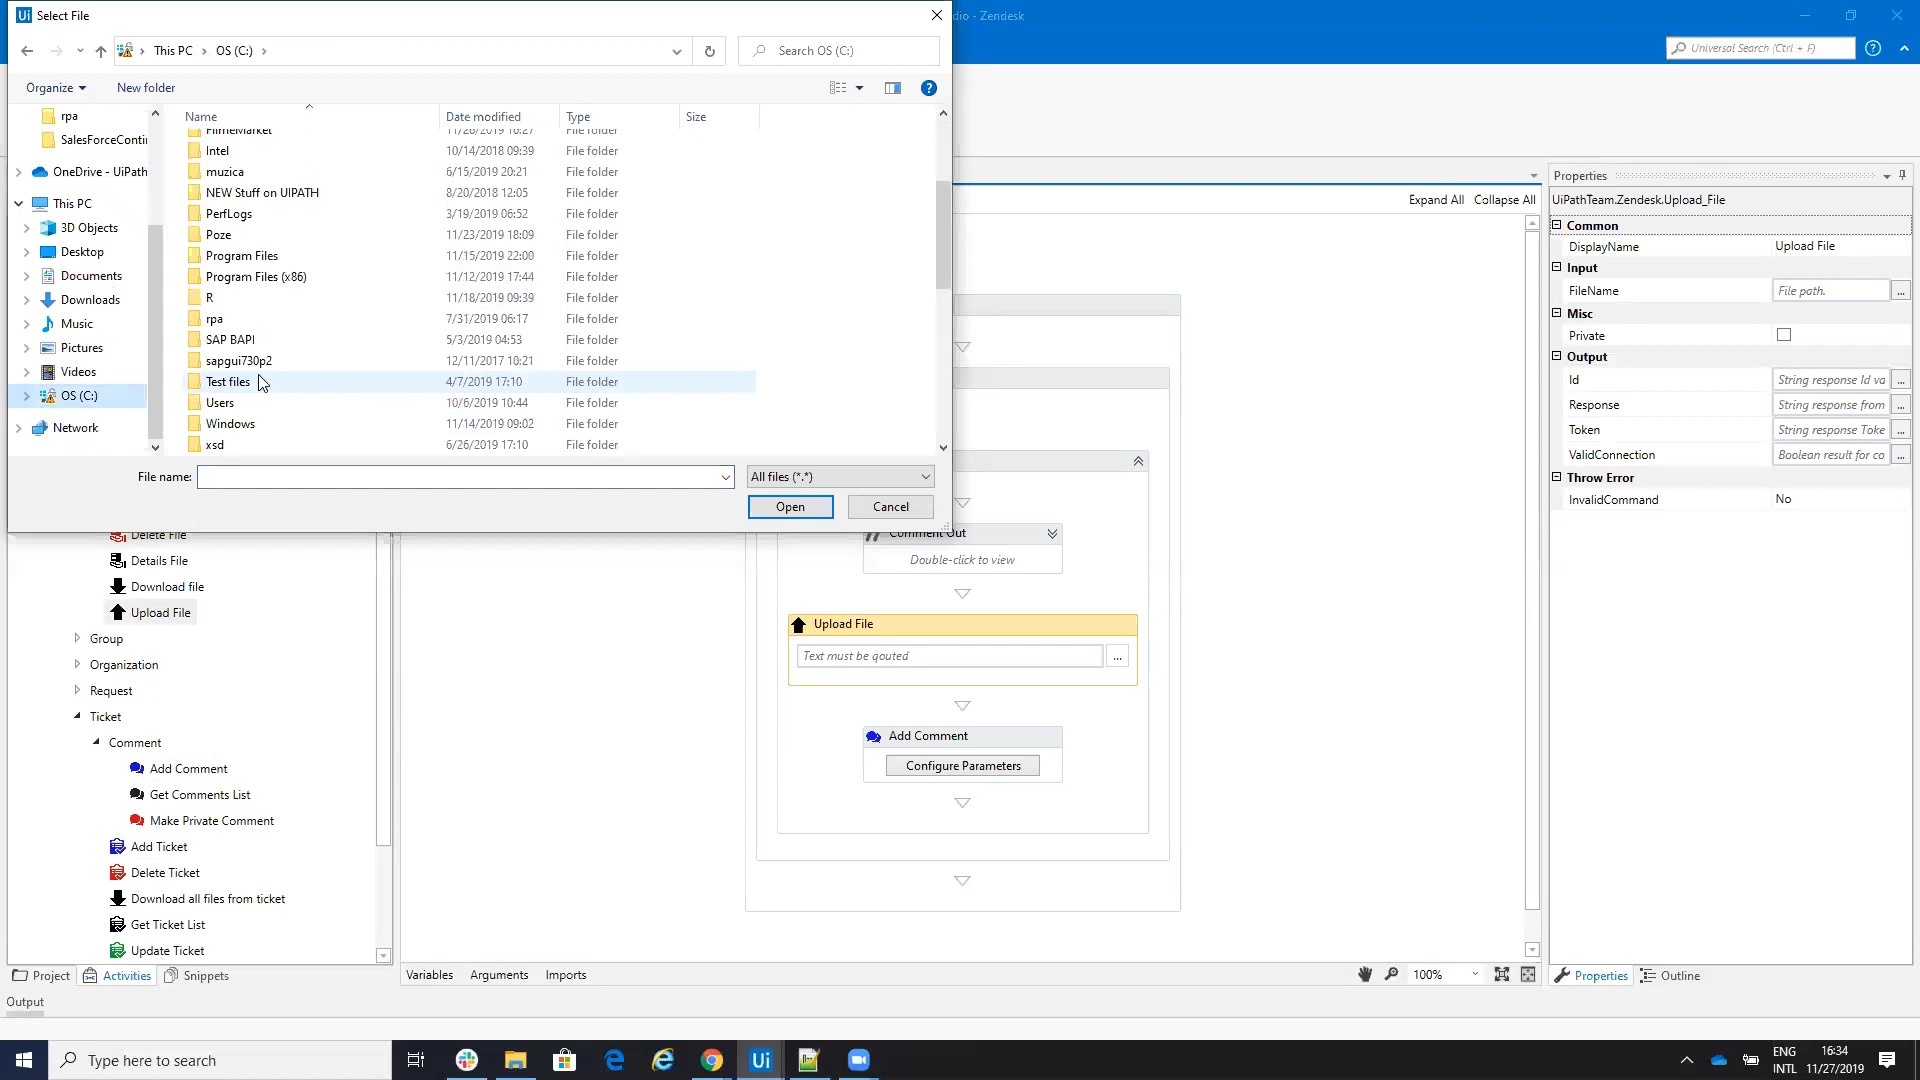 Ui Select File
dio - Zendesk
This PC OS (C:)
Search OS (C:)
Universal Search (Ctrl + F)
Organize New folder
Name Date modified Type Size
rpa
SalesForceConti
OneDrive - UiPath
This PC
3D Objects
Desktop
Documents
Downloads
Music
Pictures
Videos
OS (C:)
Network
FilmeMarket 11/26/2019 16:27 File folder
Intel 10/14/2018 09:39 File folder
muzica 6/15/2019 20:21 File folder
NEW Stuff on UIPATH 8/20/2018 12:05 File folder
PerfLogs 3/19/2019 06:52 File folder
Poze 11/23/2019 18:09 File folder
Program Files 11/15/2019 22:00 File folder
Program Files (x86) 11/12/2019 17:44 File folder
R 11/18/2019 09:39 File folder
rpa 7/31/2019 06:17 File folder
SAP BAPI 5/3/2019 04:53 File folder
sapgui730p2 12/11/2017 10:21 File folder
Test files 4/7/2019 17:10 File folder
Users 10/6/2019 10:44 File folder
Windows 11/14/2019 09:02 File folder
xsd 6/26/2019 17:10 File folder
File name: All files (*.*)
Open Cancel
Expand All Collapse All
Properties
UiPathTeam.Zendesk.Upload_File
Common
DisplayName Upload File
Input
FileName File path. ...
Misc
Private
Output
Id String response Id va ...
Response String response from ...
Token String response Toke ...
ValidConnection Boolean result for co ...
Throw Error
InvalidCommand No
Delete File
Details File
Download file
Upload File
Group
Organization
Request
Ticket
Comment
Add Comment
Get Comments List
Make Private Comment
Add Ticket
Delete Ticket
Download all files from ticket
Get Ticket List
Update Ticket
Comment Out
Double-click to view
Upload File
Text must be qouted ...
Add Comment
Configure Parameters
Project Activities Snippets
Variables Arguments Imports
100%
Properties Outline
Output
Type here to search
Ui
ENG
INTL
16:34
11/27/2019